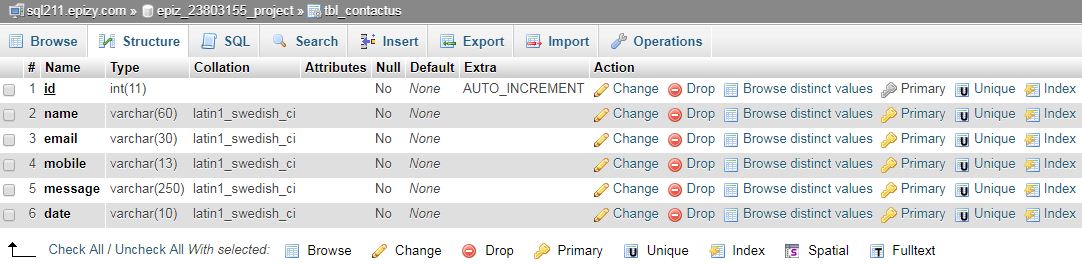 sql211.epizy.com » epiz_23803155_project » tbl_contactus
Browse Structure SQL Search Insert Export Import Operations
# Name Type Collation Attributes Null Default Extra Action
1 id int(11) No None AUTO_INCREMENT Change Drop Browse distinct values Primary Unique Index
2 name varchar(60) latin1_swedish_ci No None Change Drop Browse distinct values Primary Unique Index
3 email varchar(30) latin1_swedish_ci No None Change Drop Browse distinct values Primary Unique Index
4 mobile varchar(13) latin1_swedish_ci No None Change Drop Browse distinct values Primary Unique Index
5 message varchar(250) latin1_swedish_ci No None Change Drop Browse distinct values Primary Unique Index
6 date varchar(10) latin1_swedish_ci No None Change Drop Browse distinct values Primary Unique Index
Check All / Uncheck All With selected: Browse Change Drop Primary Unique Index Spatial Fulltext